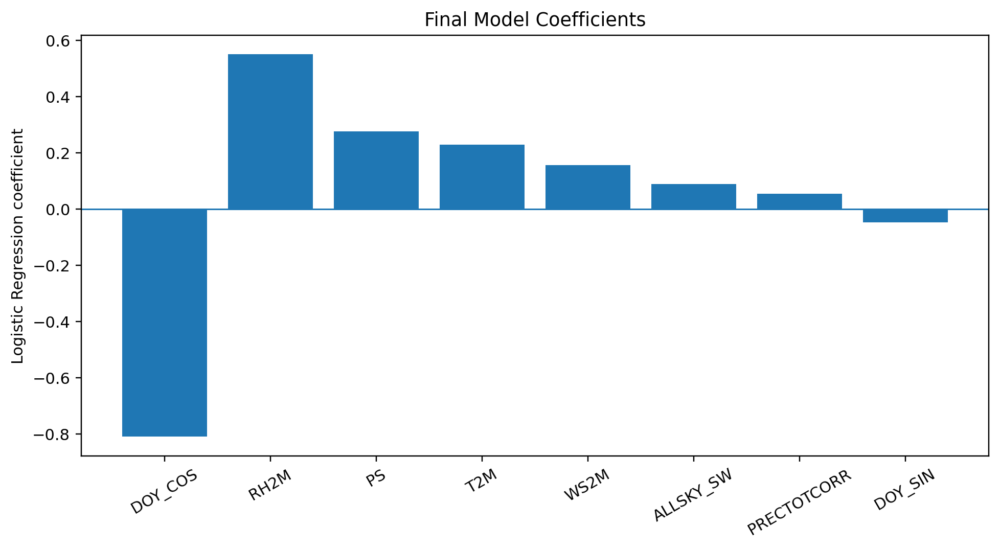 Final Model Coefficients
Logistic Regression coefficient
0.6
0.4
0.2
0.0
−0.2
−0.4
−0.6
−0.8
DOY_COS
RH2M
PS
T2M
WS2M
ALLSKY_SW
PRECTOTCORR
DOY_SIN